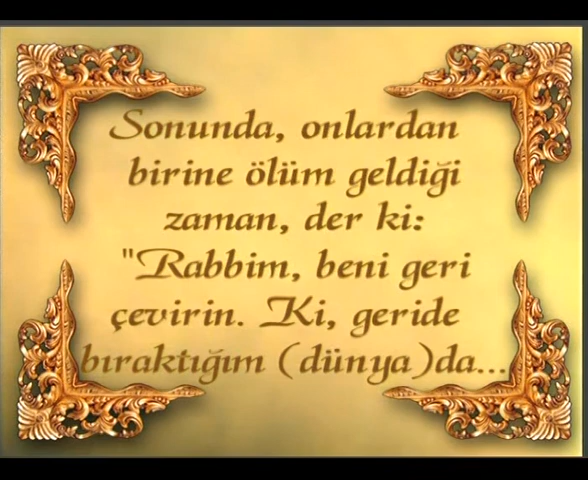 Sonunda, onlardan
birine ölüm geldiği
zaman, der ki:
"Rabbim, beni geri
çevirin. Ki, geride
bıraktığım (dünya)da...